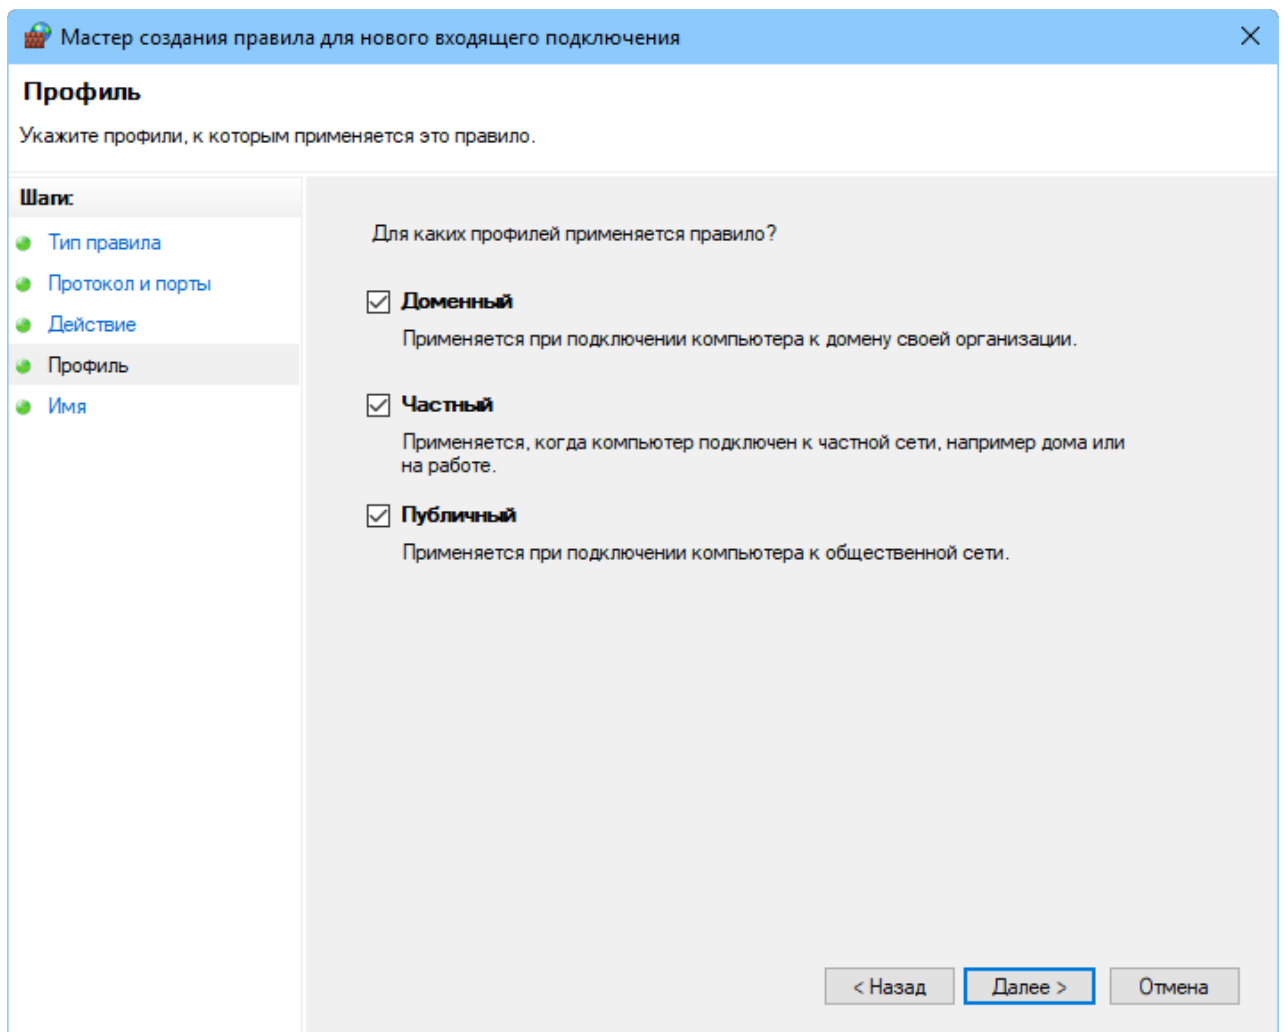 Мастер создания правила для нового входящего подключения
Профиль
Укажите профили, к которым применяется это правило.
Шаги:
Тип правила
Протокол и порты
Действие
Профиль
Имя
Для каких профилей применяется правило?
Доменный
Применяется при подключении компьютера к домену своей организации.
Частный
Применяется, когда компьютер подключен к частной сети, например дома или
на работе.
Публичный
Применяется при подключении компьютера к общественной сети.
< Назад
Далее >
Отмена